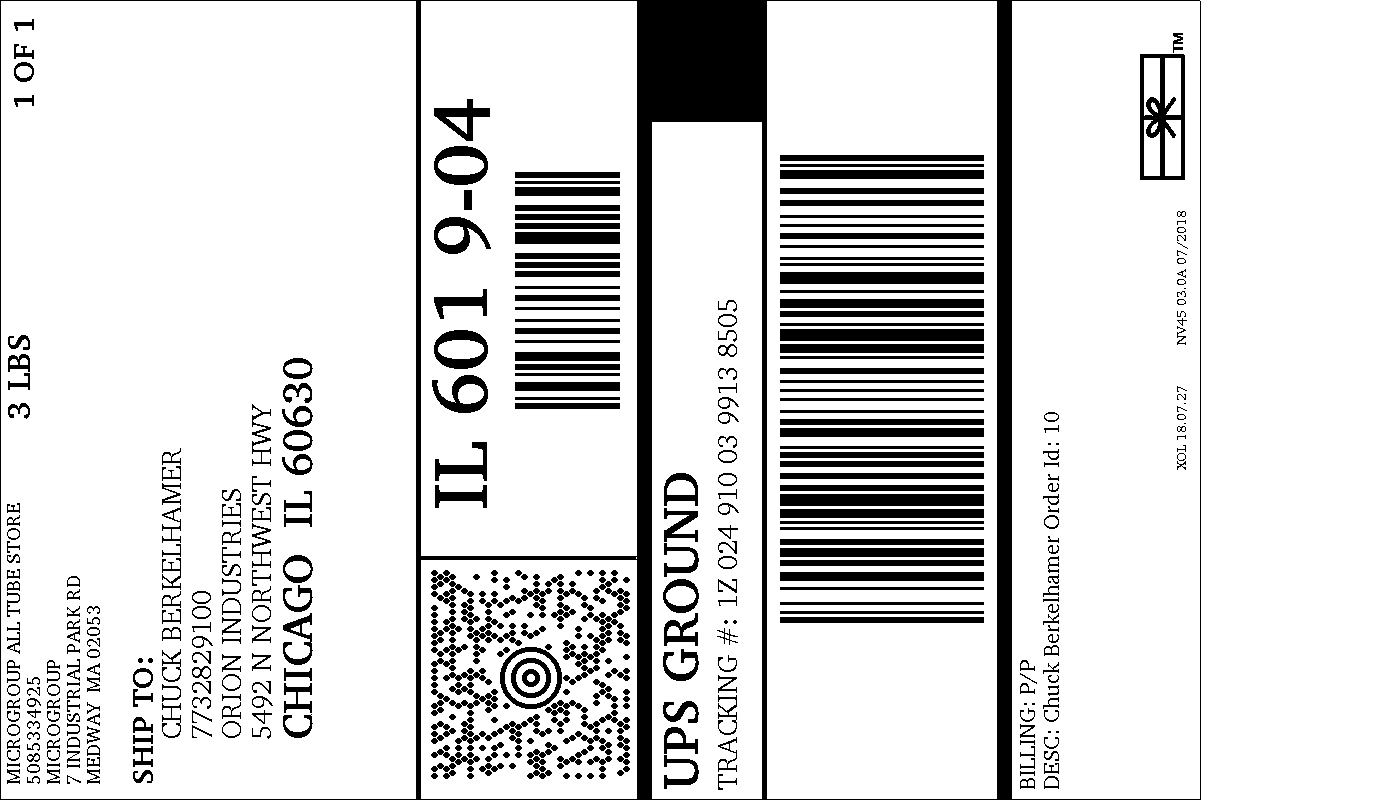 MICROGROUP ALL TUBE STORE
5085334925
MICROGROUP
7 INDUSTRIAL PARK RD
MEDWAY  MA 02053
3 LBS
1 OF 1
SHIP TO:
CHUCK BERKELHAMER
7732829100
ORION INDUSTRIES
5492 N NORTHWEST HWY
CHICAGO  IL 60630
IL 601 9-04
UPS GROUND
TRACKING #: 1Z 024 910 03 9913 8505
BILLING: P/P
DESC: Chuck Berkelhamer Order Id.: 10
XOL 18.07.27
NV45 03.0A 07/2018
TM